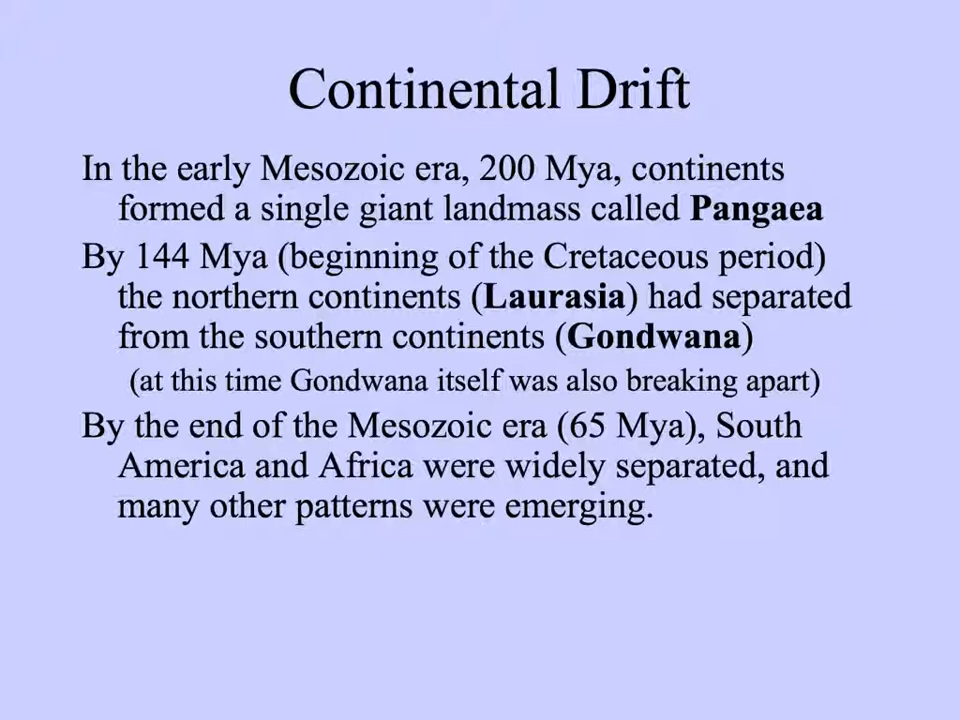 Continental Drift
In the early Mesozoic era, 200 Mya, continents
formed a single giant landmass called Pangaea
By 144 Mya (beginning of the Cretaceous period)
the northern continents (Laurasia) had separated
from the southern continents (Gondwana)
(at this time Gondwana itself was also breaking apart)
By the end of the Mesozoic era (65 Mya), South
America and Africa were widely separated, and
many other patterns were emerging.